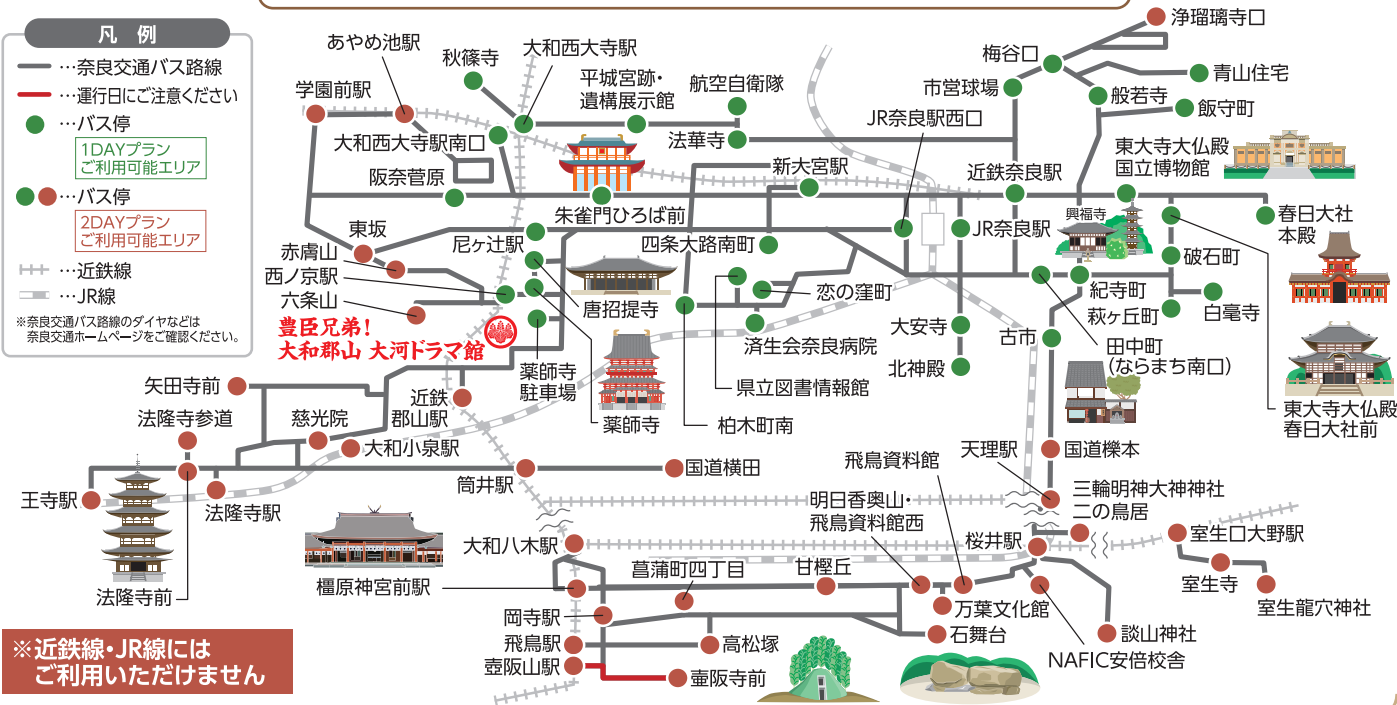 凡 例
…奈良交通バス路線
…運行日にご注意ください
…バス停
1DAYプラン
ご利用可能エリア
…バス停
2DAYプラン
ご利用可能エリア
…近鉄線
…JR線
※奈良交通バス路線のダイヤなどは
奈良交通ホームページをご確認ください。
あやめ池駅
秋篠寺
大和西大寺駅
平城宮跡・
遺構展示館
航空自衛隊
学園前駅
大和西大寺駅南口
法華寺
JR奈良駅西口
市営球場
梅谷口
浄瑠璃寺口
青山住宅
般若寺
飯守町
東大寺大仏殿
国立博物館
阪奈菅原
新大宮駅
近鉄奈良駅
朱雀門ひろば前
興福寺
春日大社
本殿
東坂
尼ヶ辻駅
四条大路南町
JR奈良駅
赤膚山
西ノ京駅
六条山
破石町
唐招提寺
恋の窪町
紀寺町
萩ヶ丘町
白毫寺
豊臣兄弟!
大和郡山 大河ドラマ館
済生会奈良病院
大安寺
古市
田中町
(ならまち南口)
北神殿
矢田寺前
薬師寺
駐車場
県立図書情報館
近鉄
郡山駅
薬師寺
柏木町南
東大寺大仏殿
春日大社前
法隆寺参道
慈光院
大和小泉駅
天理駅
国道櫟本
飛鳥資料館
国道横田
筒井駅
王寺駅
法隆寺駅
明日香奥山・
飛鳥資料館西
三輪明神大神神社
二の鳥居
大和八木駅
桜井駅
室生口大野駅
橿原神宮前駅
菖蒲町四丁目
甘樫丘
室生寺
法隆寺前
室生龍穴神社
岡寺駅
万葉文化館
石舞台
談山神社
飛鳥駅
高松塚
NAFIC安倍校舎
壺阪山駅
壷阪寺前
※近鉄線・JR線には
ご利用いただけません